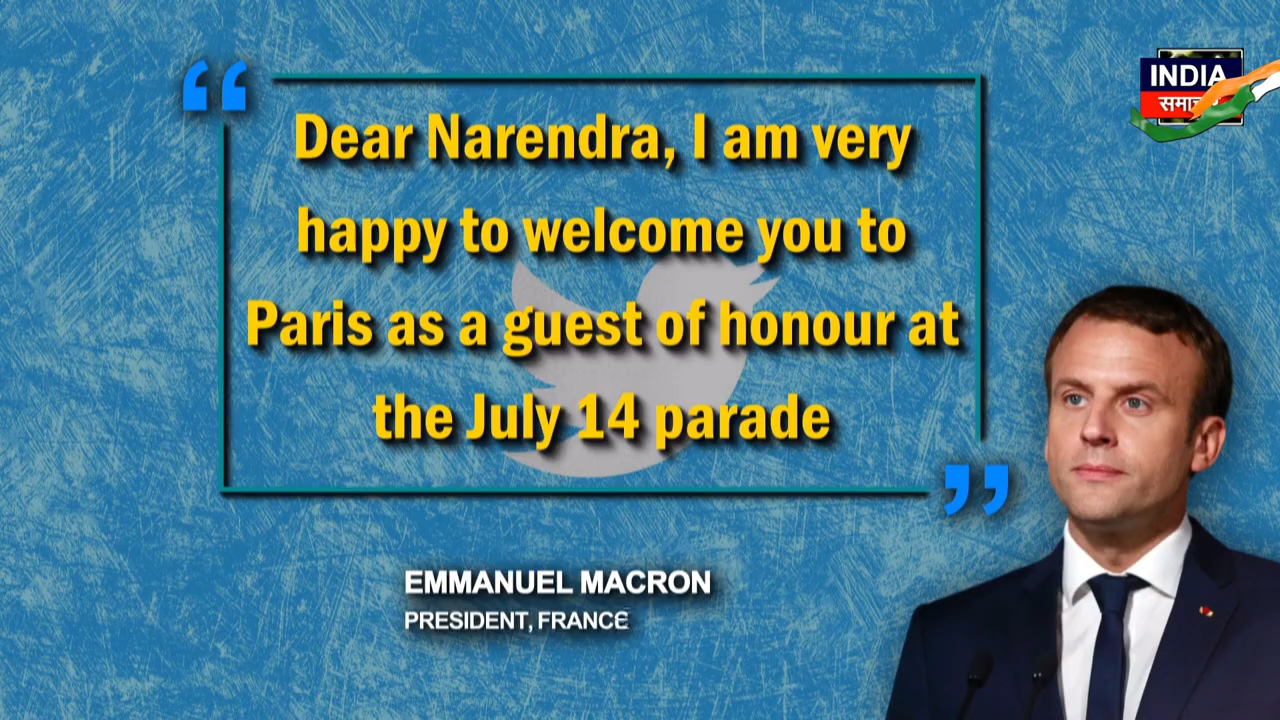 INDIA
“
Dear Narendra, I am very
happy to welcome you to
Paris as a guest of honour at
the July 14 parade
”
EMMANUEL MACRON
PRESIDENT, FRANCE